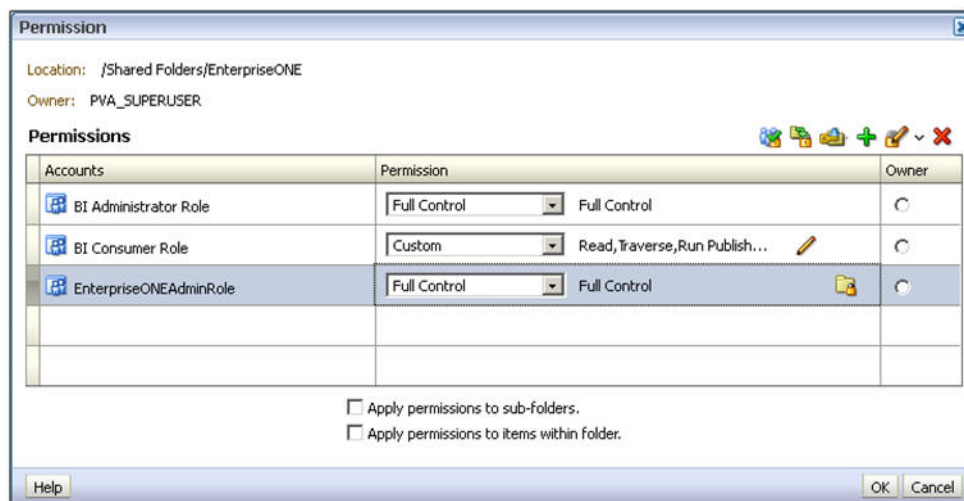 Permission
Location: /Shared Folders/EnterpriseONE
Owner: PVA_SUPERUSER
Permissions
Accounts Permission Owner
BI Administrator Role Full Control Full Control
BI Consumer Role Custom Read,Traverse,Run Publish...
EnterpriseONEAdminRole Full Control Full Control
Apply permissions to sub-folders.
Apply permissions to items within folder.
Help OK Cancel